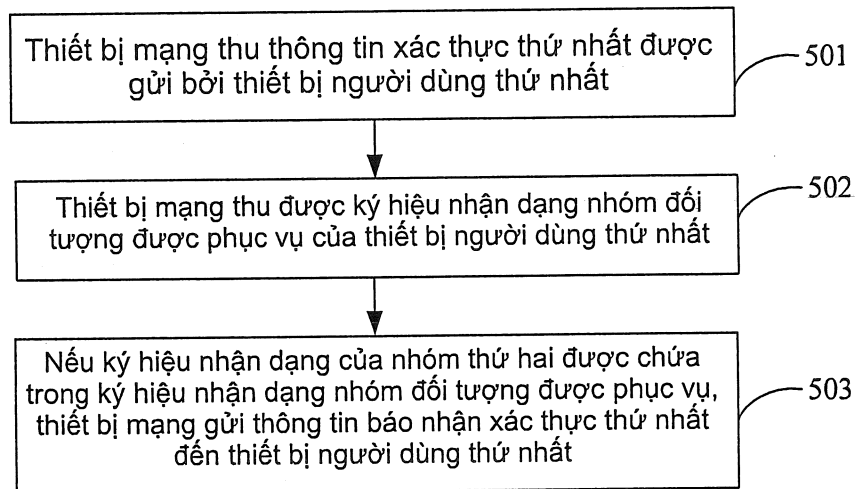 Thiết bị mạng thu thông tin xác thực thứ nhất được
gửi bởi thiết bị người dùng thứ nhất
501
Thiết bị mạng thu được ký hiệu nhận dạng nhóm đối
tượng được phục vụ của thiết bị người dùng thứ nhất
502
Nếu ký hiệu nhận dạng của nhóm thứ hai được chứa
trong ký hiệu nhận dạng nhóm đối tượng được phục vụ,
thiết bị mạng gửi thông tin báo nhận xác thực thứ nhất
đến thiết bị người dùng thứ nhất
503